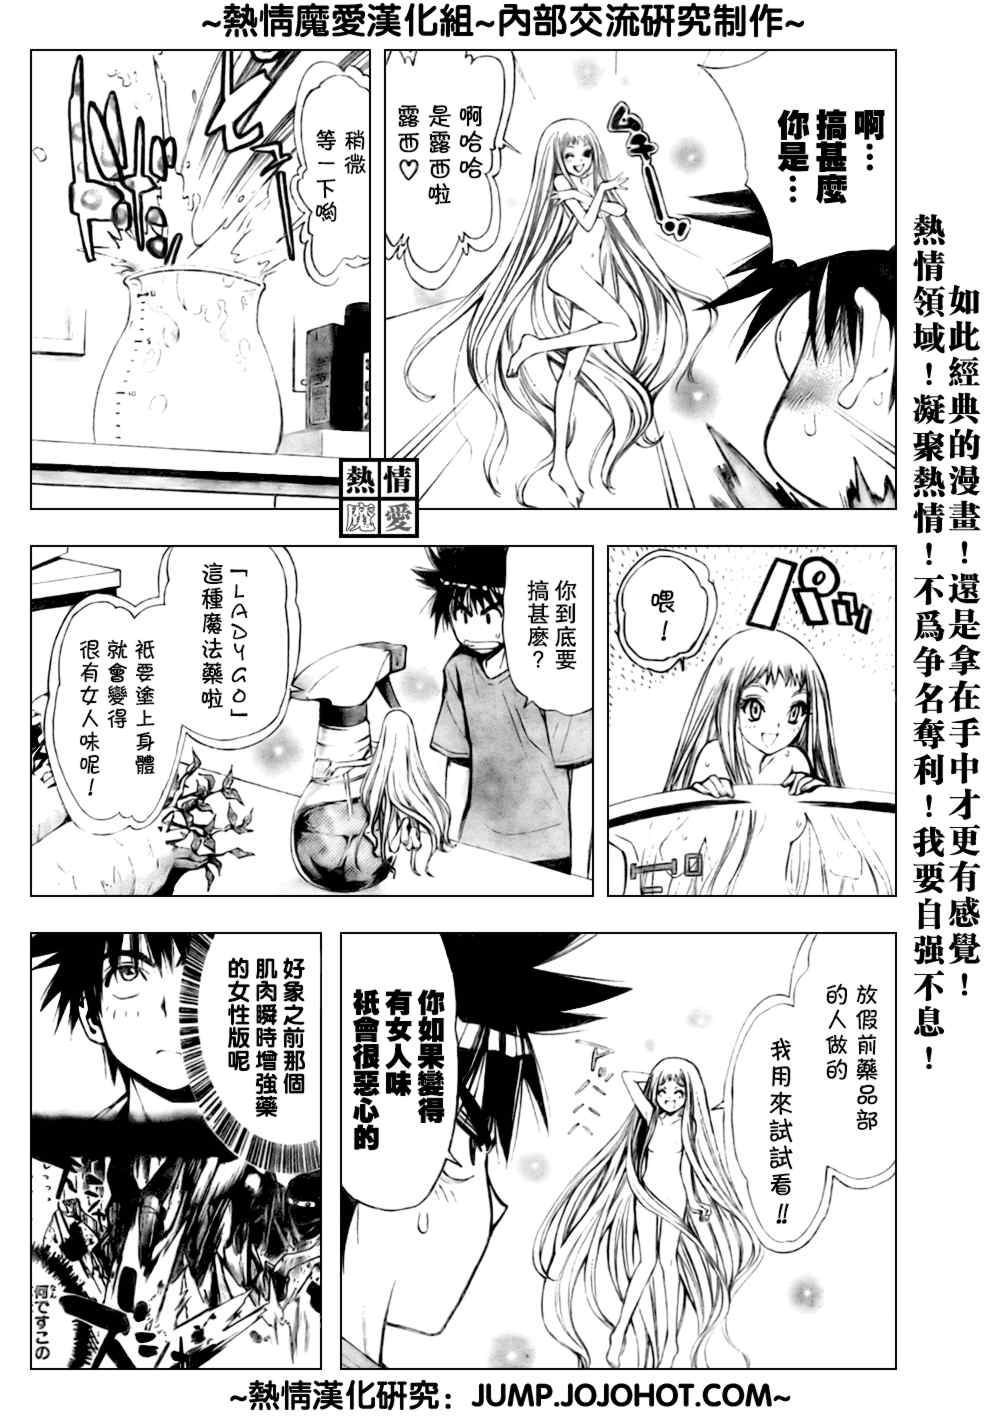 ~熱情魔愛漢化組~內部交流研究制作~
啊…
搞甚麼
你是…
啊哈哈
是露西啦
露西♡
稍微
等一下喲
熱情
魔愛
喂！
你到底要
搞甚麼？
「LADYGO」
這種魔法藥啦
祇要塗上身體
就會變得
很有女人味呢！
放假前藥品部
的人做的
我用來試試看!!
你如果變得
有女人味
祇會很惡心的
好象之前那個
肌肉瞬時增強藥
的女性版呢
何ですこの
なん
如此經典的漫畫！還是拿在手中才更有感覺！
熱情領域！凝聚熱情！不爲争名奪利！我要自强不息！
~熱情漢化研究：JUMP.JOJOHOT.COM~